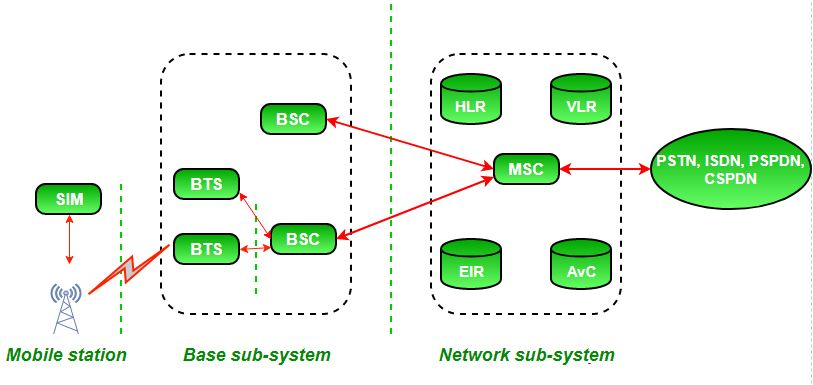 HLR
VLR
BSC
MSC
PSTN, ISDN, PSPDN,
CSPDN
BTS
SIM
BTS
BSC
EIR
AvC
Mobile station
Base sub-system
Network sub-system